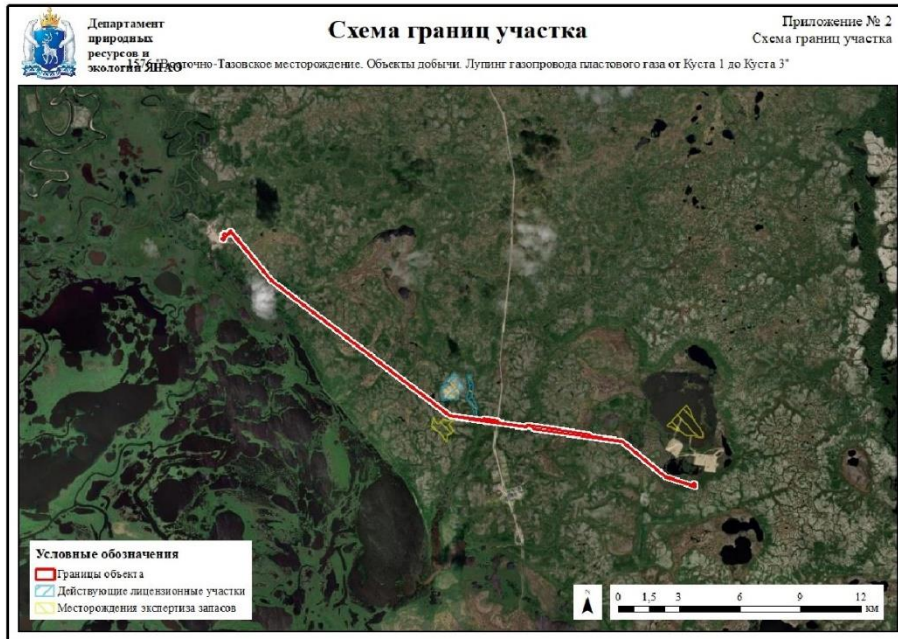 Департамент
природных
ресурсов и
экологии ЯНАО
Схема границ участка
Приложение № 2
Схема границ участка
1576 "Восточно-Тазовское месторождение. Объекты добычи. Лупинг газопровода пластового газа от Куста 1 до Куста 3"
Условные обозначения
Границы объекта
Действующие лицензионные участки
Месторождения экспертиза запасов
N
0 1,5 3 6 9 12
км